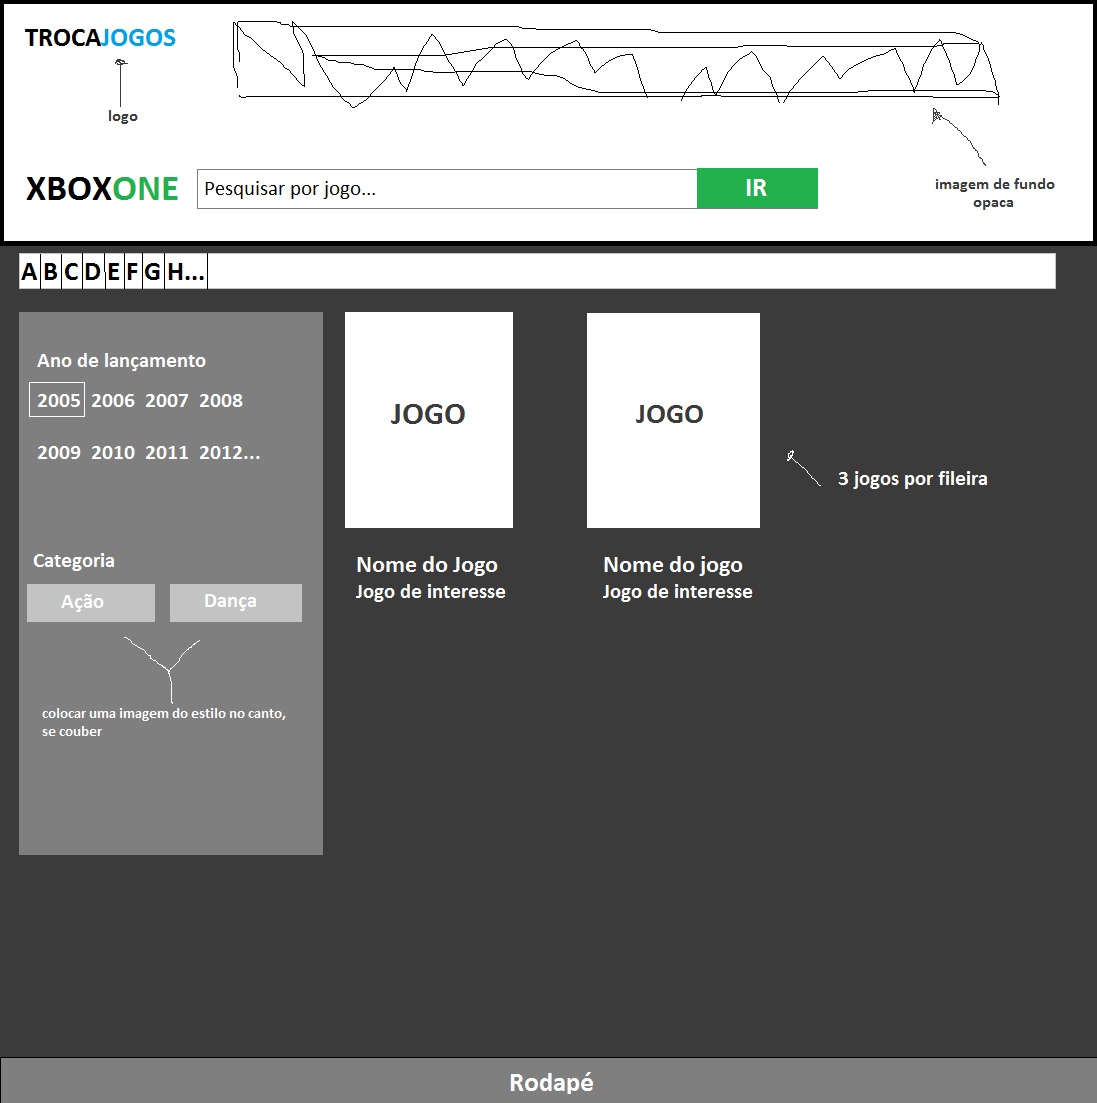 TROCAJOGOS
logo
XBOXONE
Pesquisar por jogo...
IR
imagem de fundo
opaca
A B C D E F G H...
Ano de lançamento
2005 2006 2007 2008
2009 2010 2011 2012...
Categoria
Ação
Dança
colocar uma imagem do estilo no canto,
se couber
JOGO
Nome do Jogo
Jogo de interesse
JOGO
Nome do jogo
Jogo de interesse
3 jogos por fileira
Rodapé